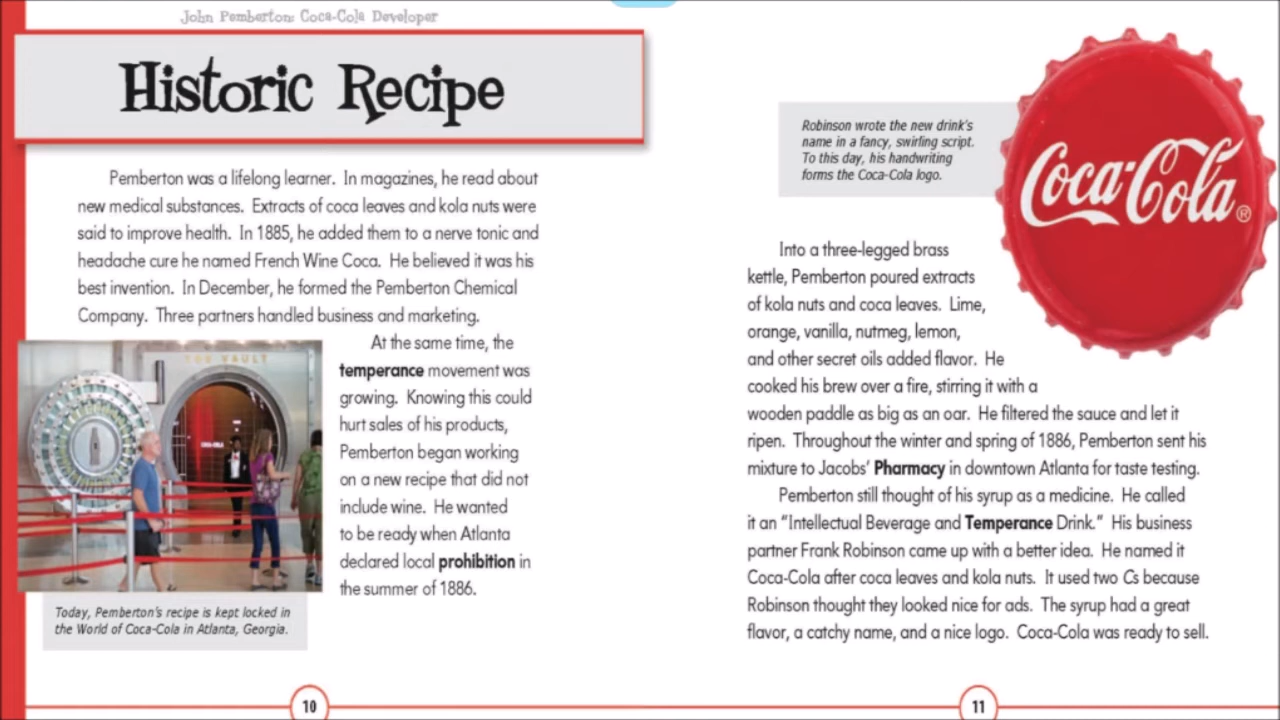 John Pemberton: Coca-Cola Developer
Historic Recipe
Pemberton was a lifelong learner. In magazines, he read about
new medical substances. Extracts of coca leaves and kola nuts were
said to improve health. In 1885, he added them to a nerve tonic and
headache cure he named French Wine Coca. He believed it was his
best invention. In December, he formed the Pemberton Chemical
Company. Three partners handled business and marketing.
At the same time, the
temperance movement was
growing. Knowing this could
hurt sales of his products,
Pemberton began working
on a new recipe that did not
include wine. He wanted
to be ready when Atlanta
declared local prohibition in
the summer of 1886.
THE VAULT
Today, Pemberton's recipe is kept locked in
the World of Coca-Cola in Atlanta, Georgia.
10
Robinson wrote the new drink's
name in a fancy, swirling script.
To this day, his handwriting
forms the Coca-Cola logo.
Coca-Cola®
Into a three-legged brass
kettle, Pemberton poured extracts
of kola nuts and coca leaves. Lime,
orange, vanilla, nutmeg, lemon,
and other secret oils added flavor. He
cooked his brew over a fire, stirring it with a
wooden paddle as big as an oar. He filtered the sauce and let it
ripen. Throughout the winter and spring of 1886, Pemberton sent his
mixture to Jacobs' Pharmacy in downtown Atlanta for taste testing.
Pemberton still thought of his syrup as a medicine. He called
it an "Intellectual Beverage and Temperance Drink." His business
partner Frank Robinson came up with a better idea. He named it
Coca-Cola after coca leaves and kola nuts. It used two Cs because
Robinson thought they looked nice for ads. The syrup had a great
flavor, a catchy name, and a nice logo. Coca-Cola was ready to sell.
11